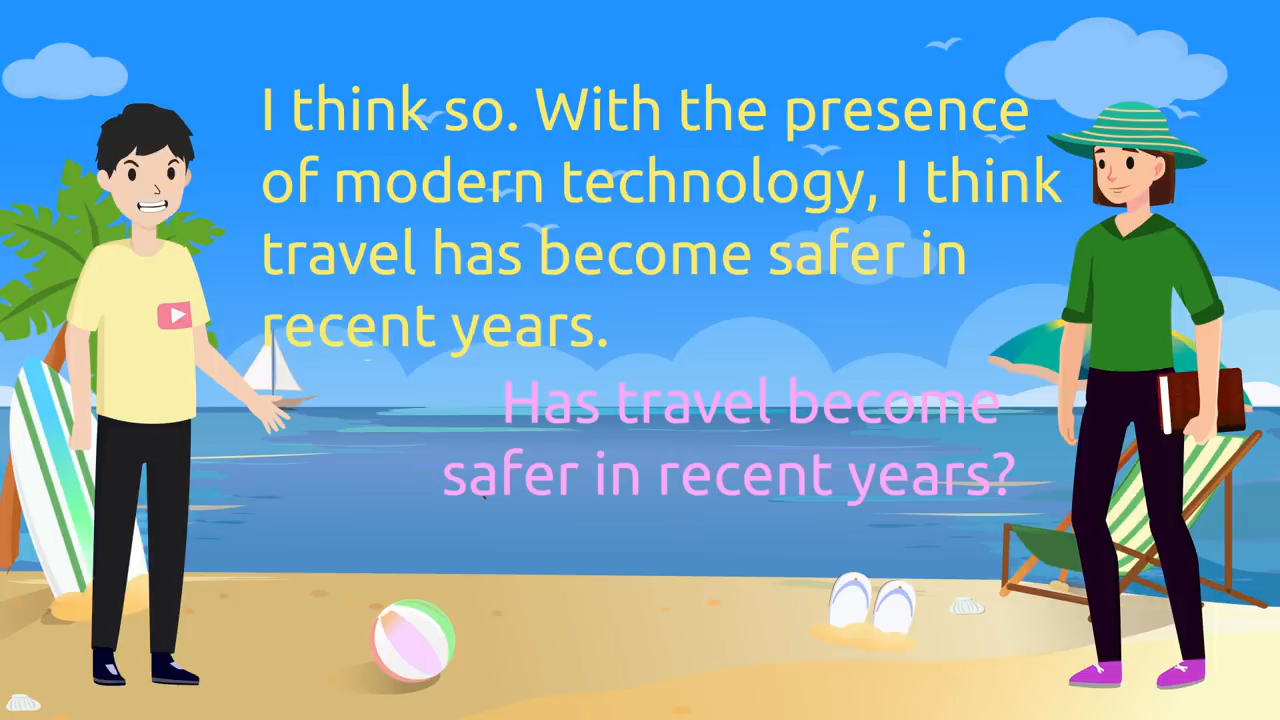 I think so. With the presence
of modern technology, I think
travel has become safer in
recent years.
Has travel become
safer in recent years?